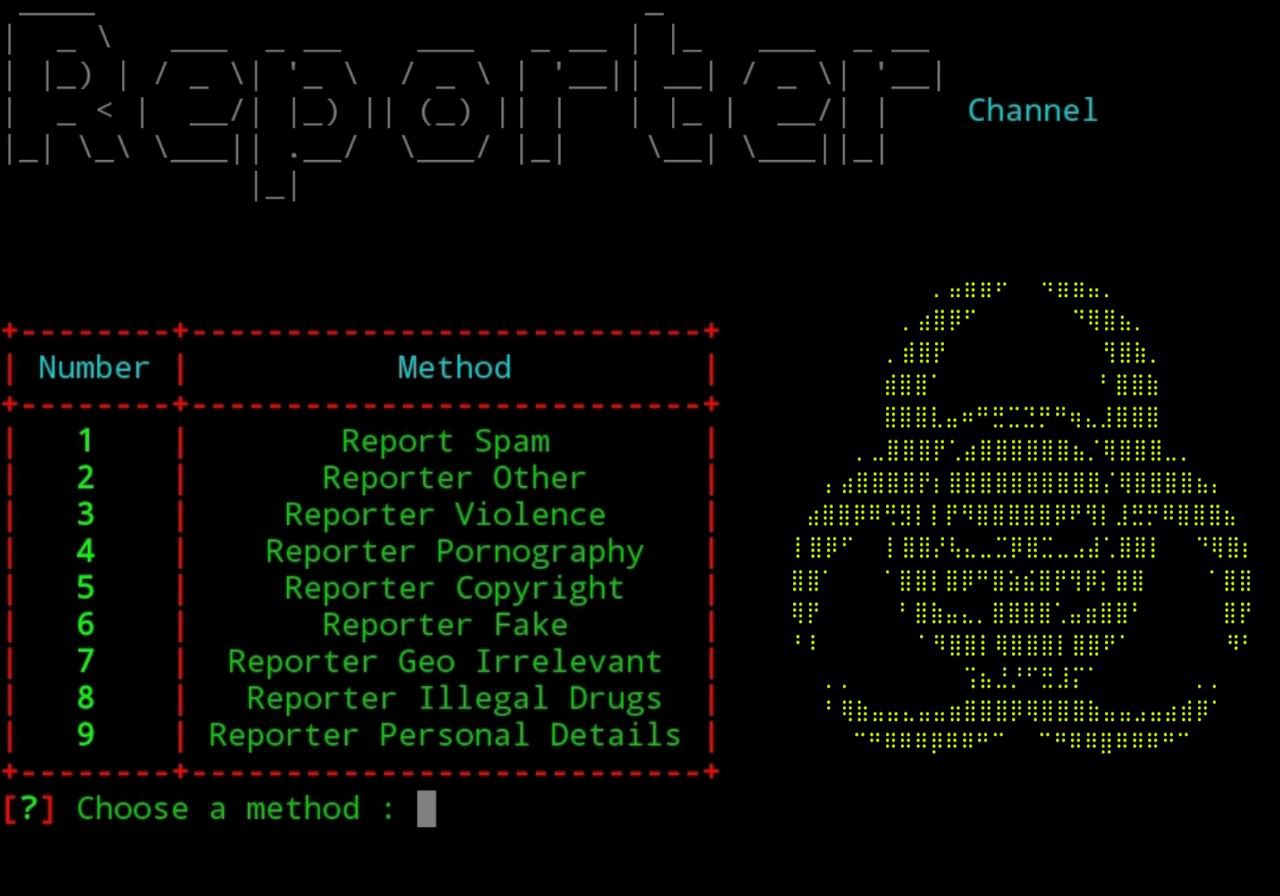 Reporter
Channel
Number Method
1 Report Spam
2 Reporter Other
3 Reporter Violence
4 Reporter Pornography
5 Reporter Copyright
6 Reporter Fake
7 Reporter Geo Irrelevant
8 Reporter Illegal Drugs
9 Reporter Personal Details
[?] Choose a method :